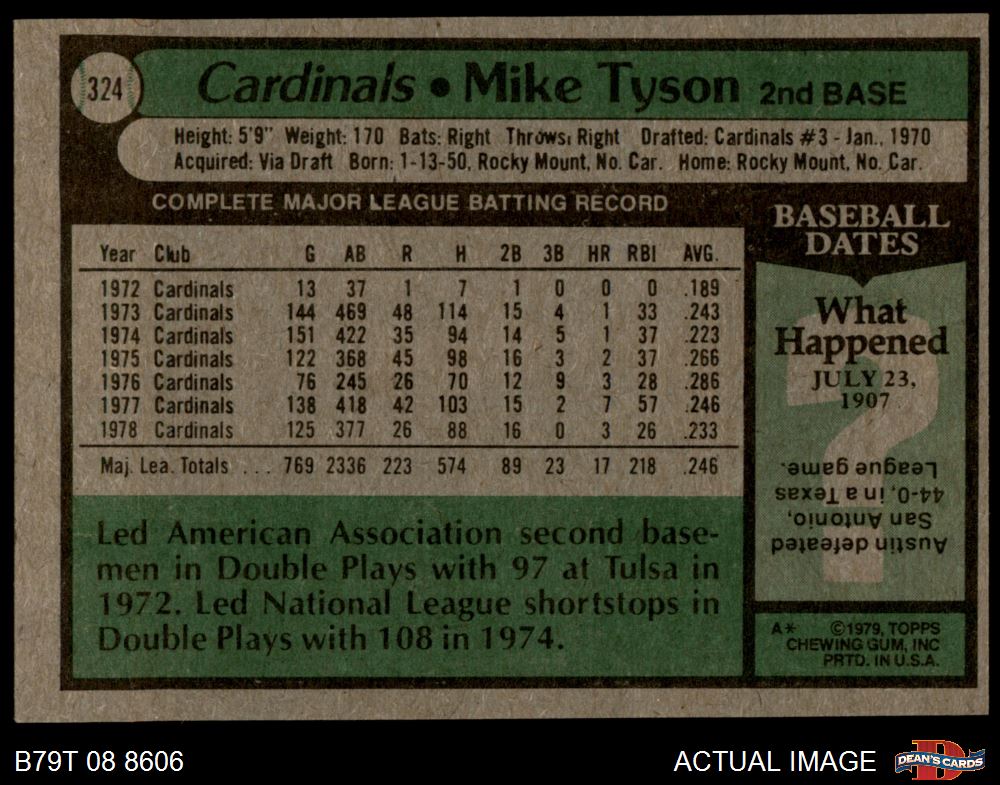 324
Cardinals • Mike Tyson 2nd BASE
Height: 5'9" Weight: 170 Bats: Right Throws: Right Drafted: Cardinals #3 - Jan., 1970
Acquired: Via Draft Born: 1-13-50, Rocky Mount, No. Car. Home: Rocky Mount, No. Car.
COMPLETE MAJOR LEAGUE BATTING RECORD
Year Club G AB R H 2B 3B HR RBI AVG.
1972 Cardinals 13 37 1 7 1 0 0 0 .189
1973 Cardinals 144 469 48 114 15 4 1 33 .243
1974 Cardinals 151 422 35 94 14 5 1 37 .223
1975 Cardinals 122 368 45 98 16 3 2 37 .266
1976 Cardinals 76 245 26 70 12 9 3 28 .286
1977 Cardinals 138 418 42 103 15 2 7 57 .246
1978 Cardinals 125 377 26 88 16 0 3 26 .233
Maj. Lea. Totals ... 769 2336 223 574 89 23 17 218 .246
Led American Association second base-
men in Double Plays with 97 at Tulsa in
1972. Led National League shortstops in
Double Plays with 108 in 1974.
BASEBALL
DATES
What
Happened
JULY 23,
1907
?
Austin defeated
San Antonio,
44-0, in a Texas
League game.
A* ©1979, TOPPS
CHEWING GUM, INC
PRTD. IN U.S.A.
B79T 08 8606
ACTUAL IMAGE
D
DEAN'S CARDS